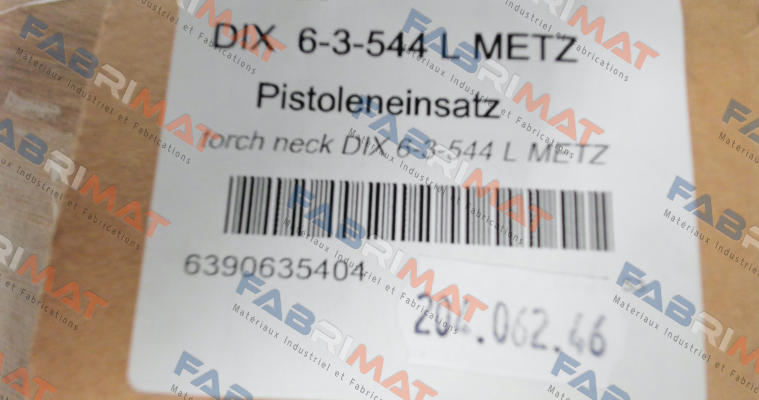 DIX 6-3-544 L METZ
Pistoleneinsatz
torch neck DIX 6-3-544 L METZ
6390635404
204.062.46
FABRIMAT
Matériaux Industriel et Fabrications